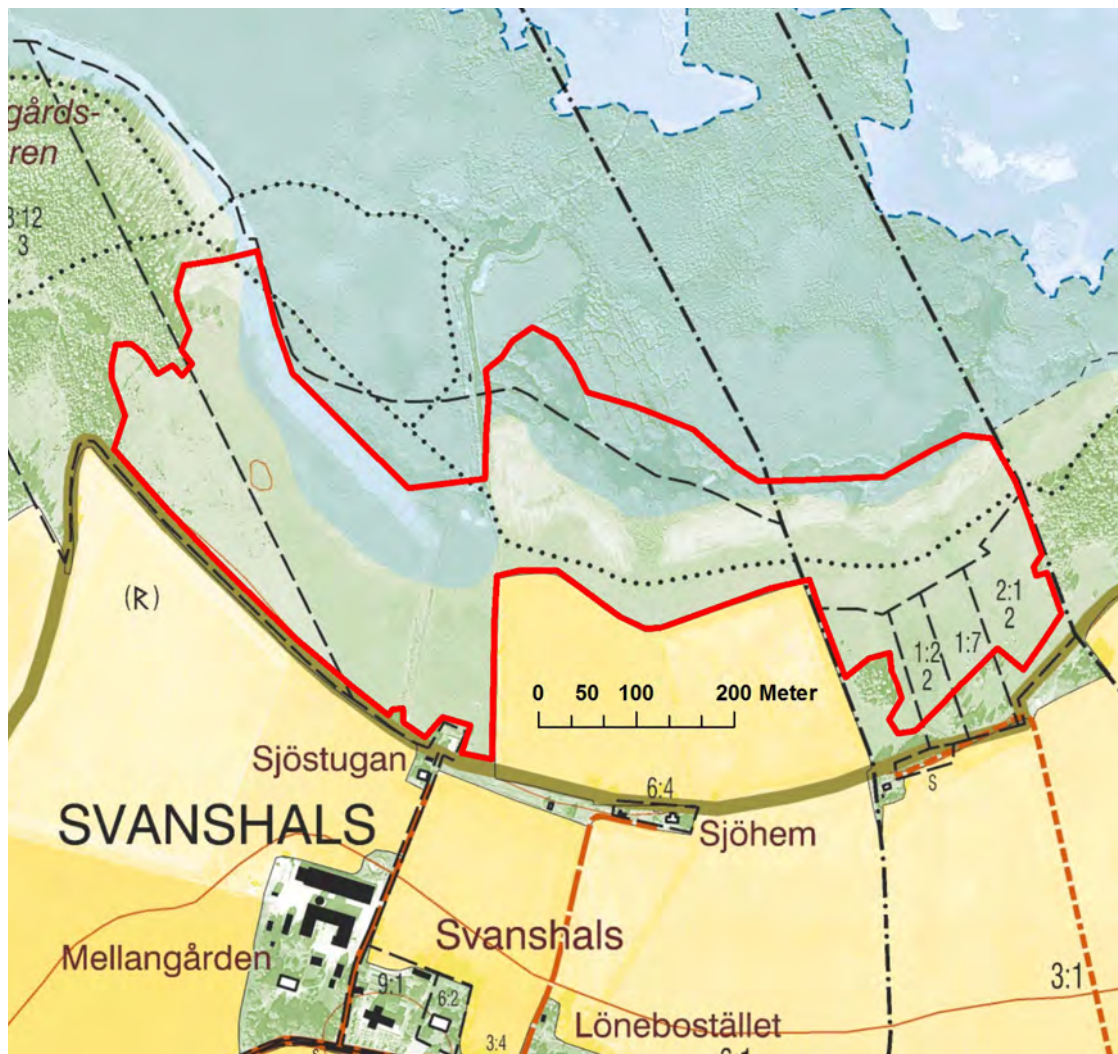 gårds-
ren
3:12
3
(R)
2:1
2
1:7
1:2
2
0 50 100 200 Meter
Sjöstugan
6:4
S
SVANSHALS
Sjöhem
Svanshals
Mellangården
9:1
6:2
3:1
3:4
Lönebostället